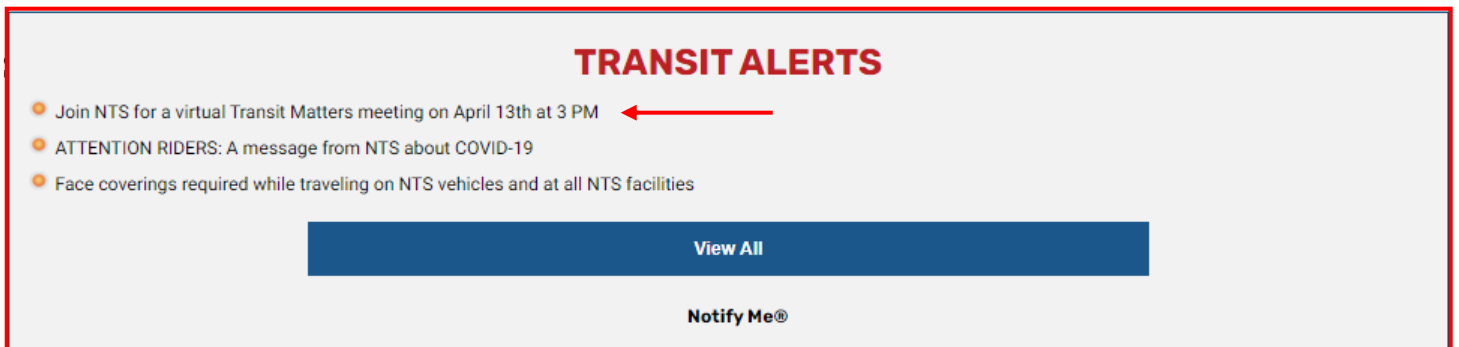 TRANSIT ALERTS
Join NTS for a virtual Transit Matters meeting on April 13th at 3 PM
ATTENTION RIDERS: A message from NTS about COVID-19
Face coverings required while traveling on NTS vehicles and at all NTS facilities
View All
Notify Me®